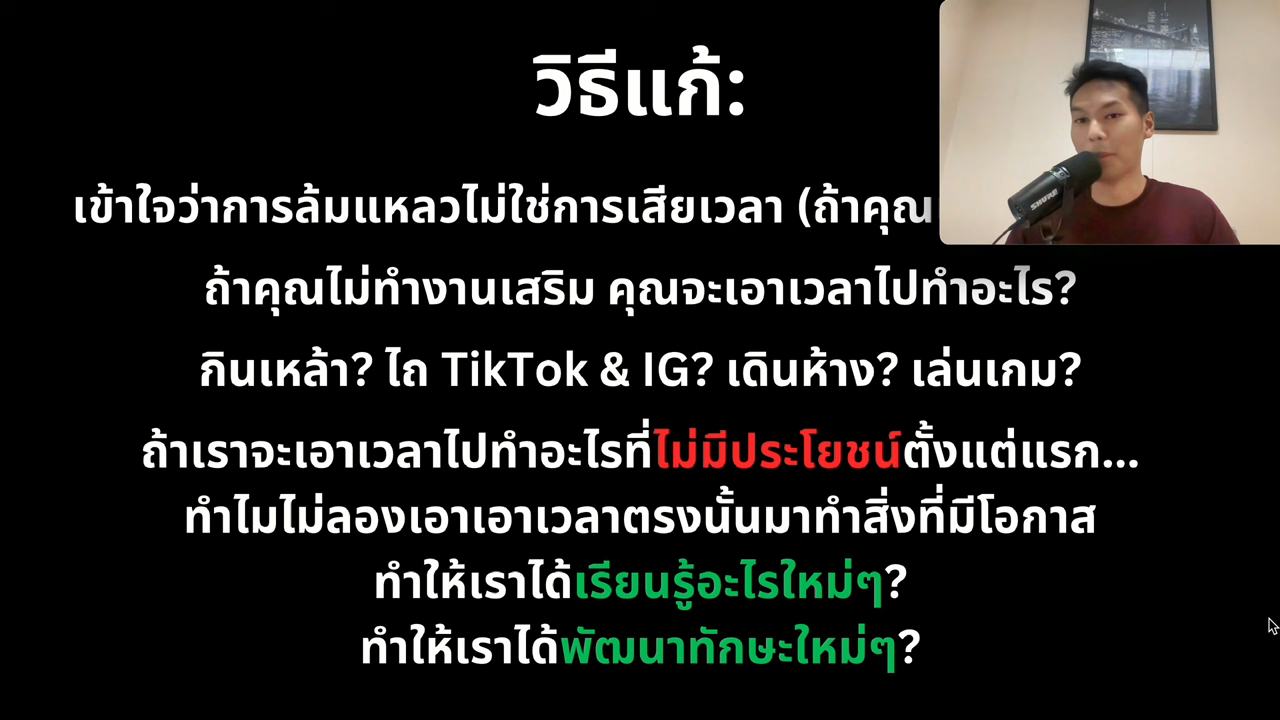 วิธีแก้:
เข้าใจว่าการล้มแหลวไม่ใช่การเสียเวลา (ถ้าคุณ
ถ้าคุณไม่ทำงานเสริม คุณจะเอาเวลาไปทำอะไร?
กินเหล้า? ไถ TikTok & IG? เดินห้าง? เล่นเกม?
ถ้าเราจะเอาเวลาไปทำอะไรที่ไม่มีประโยชน์ตั้งแต่แรก...
ทำไมไม่ลองเอาเอาเวลาตรงนั้นมาทำสิ่งที่มีโอกาส
ทำให้เราได้เรียนรู้อะไรใหม่ๆ?
ทำให้เราได้พัฒนาทักษะใหม่ๆ?
SHURE